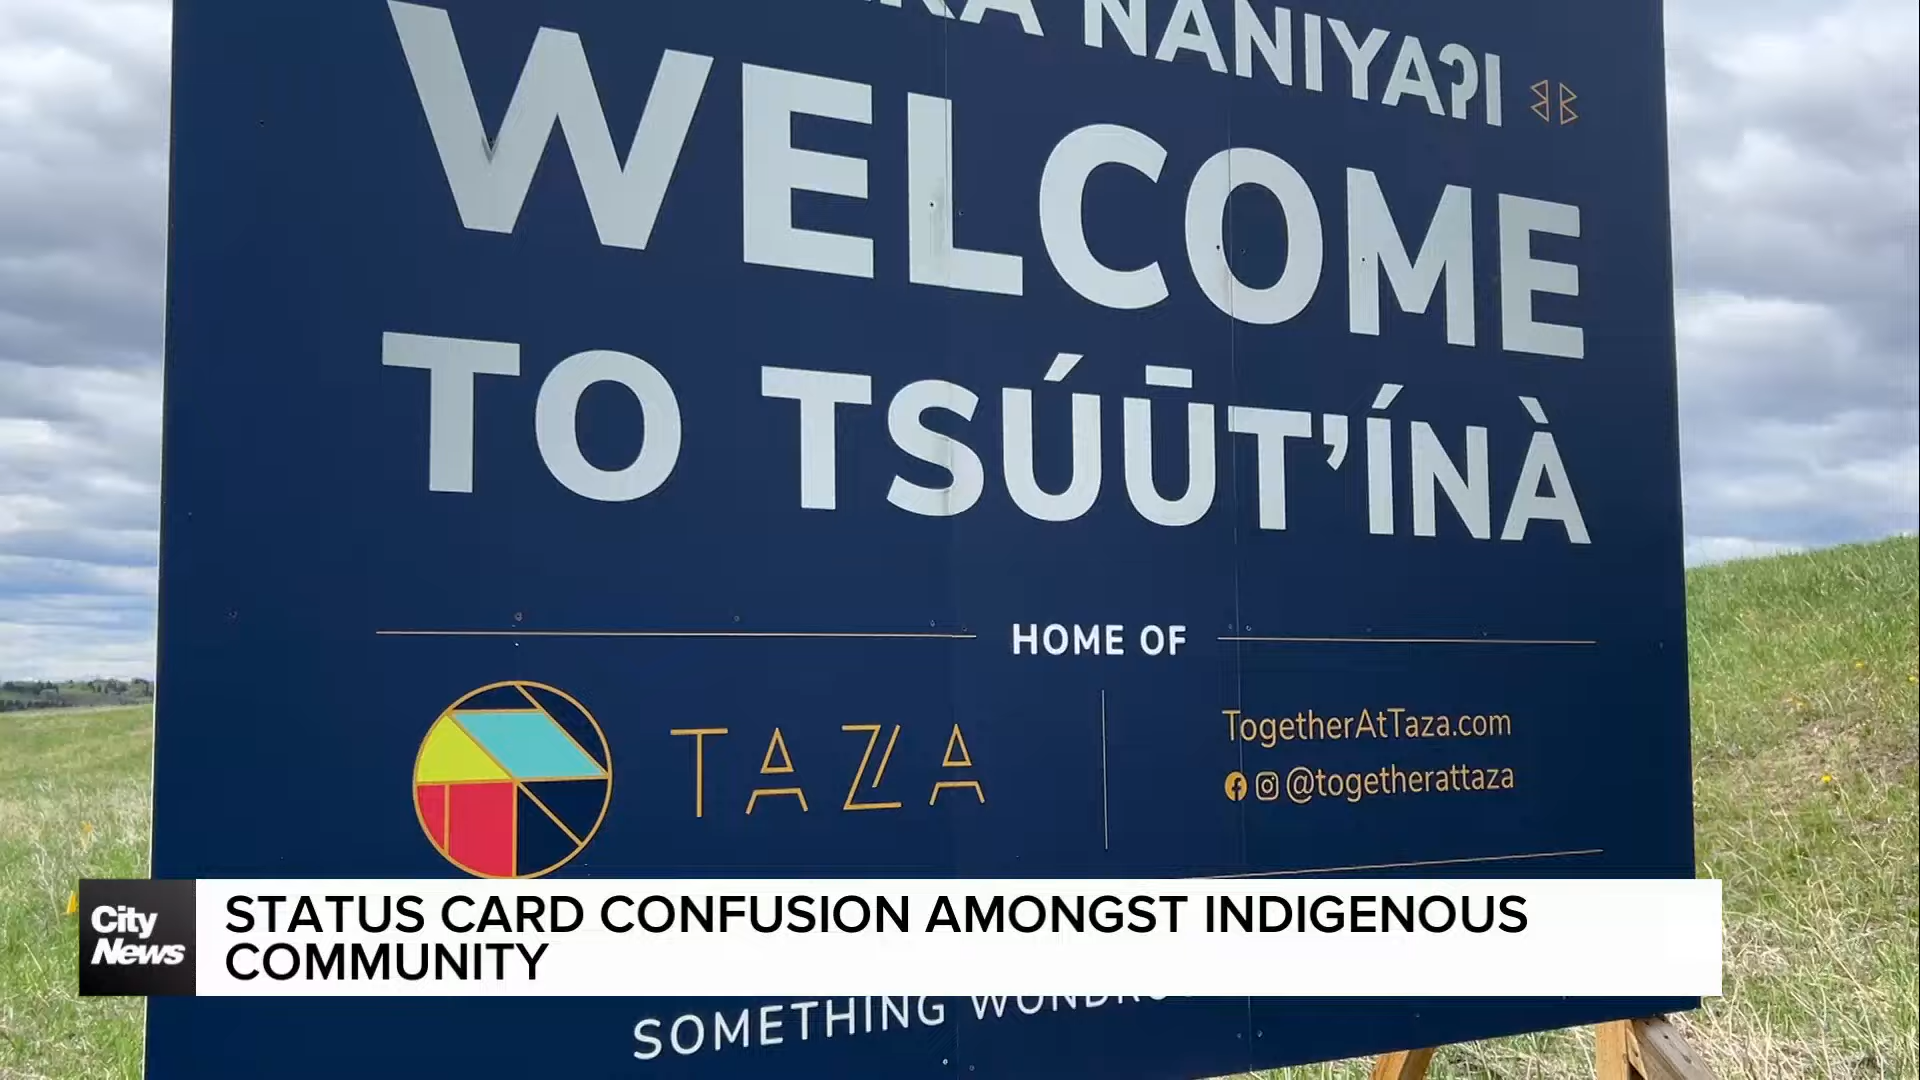 NANIYAɁI
WELCOME
TO TSÚŪT'ÍNÀ
HOME OF
TAZA
TogetherAtTaza.com
@togetherattaza
City News
STATUS CARD CONFUSION AMONGST INDIGENOUS
COMMUNITY
SOMETHING